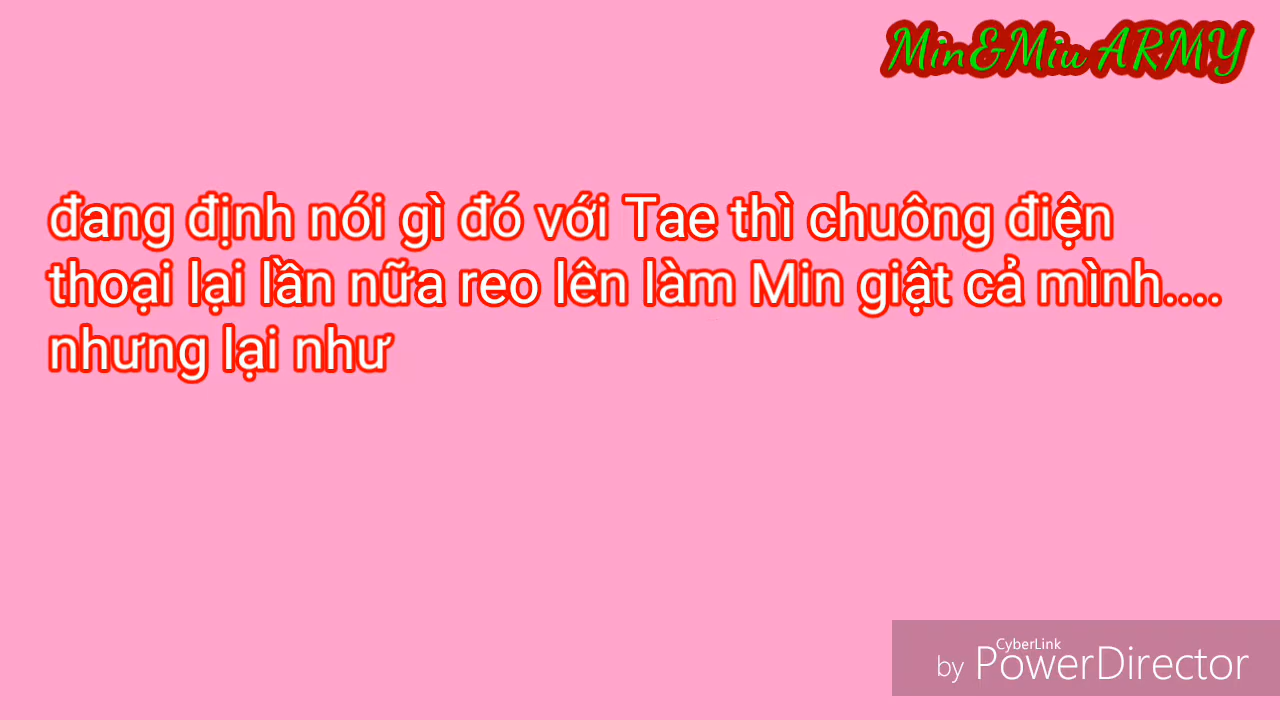 Min&Miu ARMY
đang định nói gì đó với Tae thì chuông điện
thoại lại lần nữa reo lên làm Min giật cả mình....
nhưng lại như
CyberLink
by PowerDirector